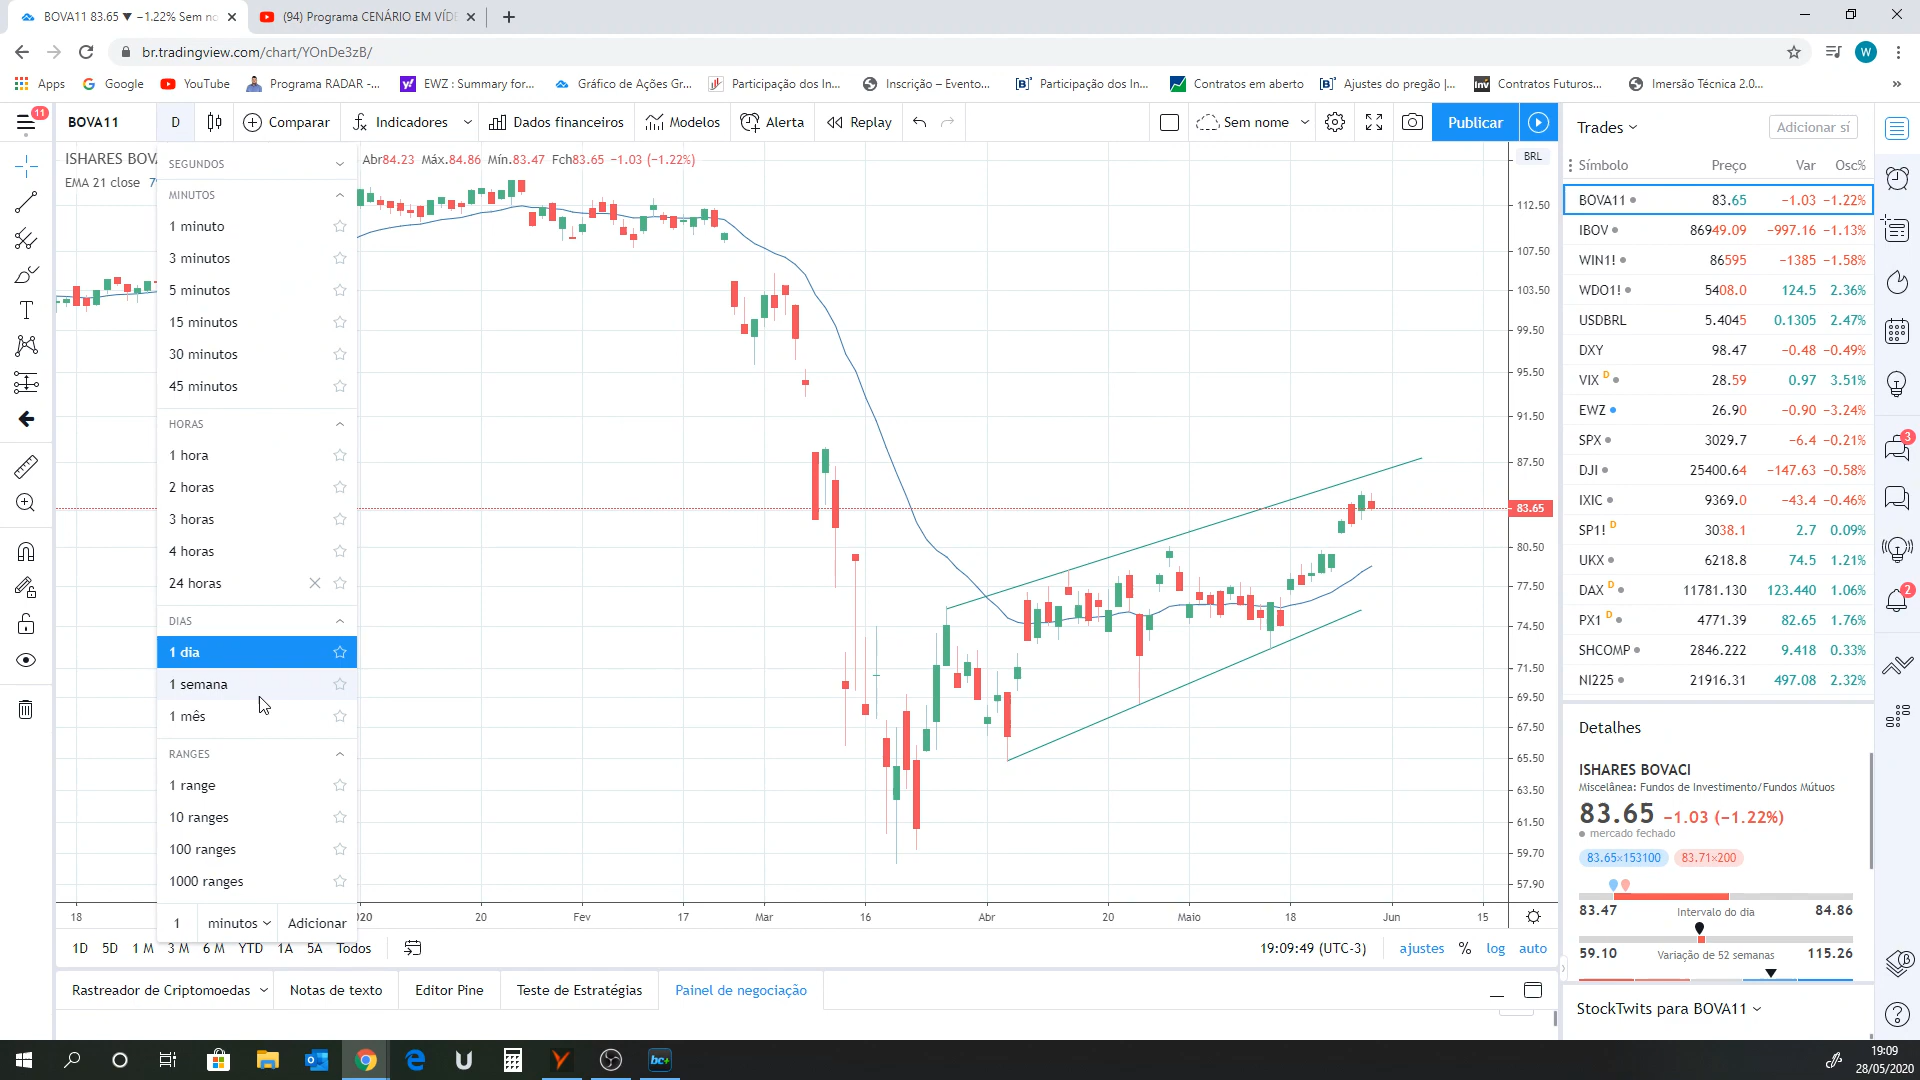 BOVA11 83.65 ▼ −1.22% Sem no
(94) Programa CENÁRIO EM VÍDE
br.tradingview.com/chart/YOnDe3zB/
W
Apps
Google
YouTube
Programa RADAR -...
EWZ : Summary for...
Gráfico de Ações Gr...
Participação dos In...
Inscrição – Evento...
Participação dos In...
Contratos em aberto
Ajustes do pregão |...
Contratos Futuros...
Imersão Técnica 2.0...
»
11
BOVA11
D
Comparar
Indicadores
Dados financeiros
Modelos
Alerta
Replay
Sem nome
Publicar
Trades
Adicionar sí
ISHARES BOVA
Abr84.23 Máx.84.86 Mín.83.47 Fch83.65 −1.03 (−1.22%)
EMA 21 close
BRL
SEGUNDOS
MINUTOS
1 minuto
3 minutos
5 minutos
15 minutos
30 minutos
45 minutos
HORAS
1 hora
2 horas
3 horas
4 horas
24 horas
DIAS
1 dia
1 semana
1 mês
RANGES
1 range
10 ranges
100 ranges
1000 ranges
1 minutos Adicionar
112.50
107.50
103.50
99.50
95.50
91.50
87.50
83.65
80.50
77.50
74.50
71.50
69.50
67.50
65.50
63.50
61.50
59.70
57.90
18 020 20 Fev 17 Mar 16 Abr 20 Maio 18 Jun 15
1D 5D 1 M 3 M 6 M YTD 1A 5A Todos
19:09:49 (UTC-3) ajustes % log auto
Rastreador de Criptomoedas
Notas de texto
Editor Pine
Teste de Estratégias
Painel de negociação
Símbolo Preço Var Osc%
BOVA11 83.65 −1.03 −1.22%
IBOV 86949.09 −997.16 −1.13%
WIN1! 86595 −1385 −1.58%
WDO1! 5408.0 124.5 2.36%
USDBRL 5.4045 0.1305 2.47%
DXY 98.47 −0.48 −0.49%
VIX D 28.59 0.97 3.51%
EWZ 26.90 −0.90 −3.24%
SPX 3029.7 −6.4 −0.21%
DJI 25400.64 −147.63 −0.58%
IXIC 9369.0 −43.4 −0.46%
SP1! D 3038.1 2.7 0.09%
UKX 6218.8 74.5 1.21%
DAX D 11781.130 123.440 1.06%
PX1 D 4771.39 82.65 1.76%
SHCOMP 2846.222 9.418 0.33%
NI225 21916.31 497.08 2.32%
Detalhes
ISHARES BOVACI
Miscelânea: Fundos de Investimento/Fundos Mútuos
83.65 −1.03 (−1.22%)
mercado fechado
83.65×153100 83.71×200
83.47 Intervalo do dia 84.86
59.10 Variação de 52 semanas 115.26
StockTwits para BOVA11
3
2
19:09
28/05/2020